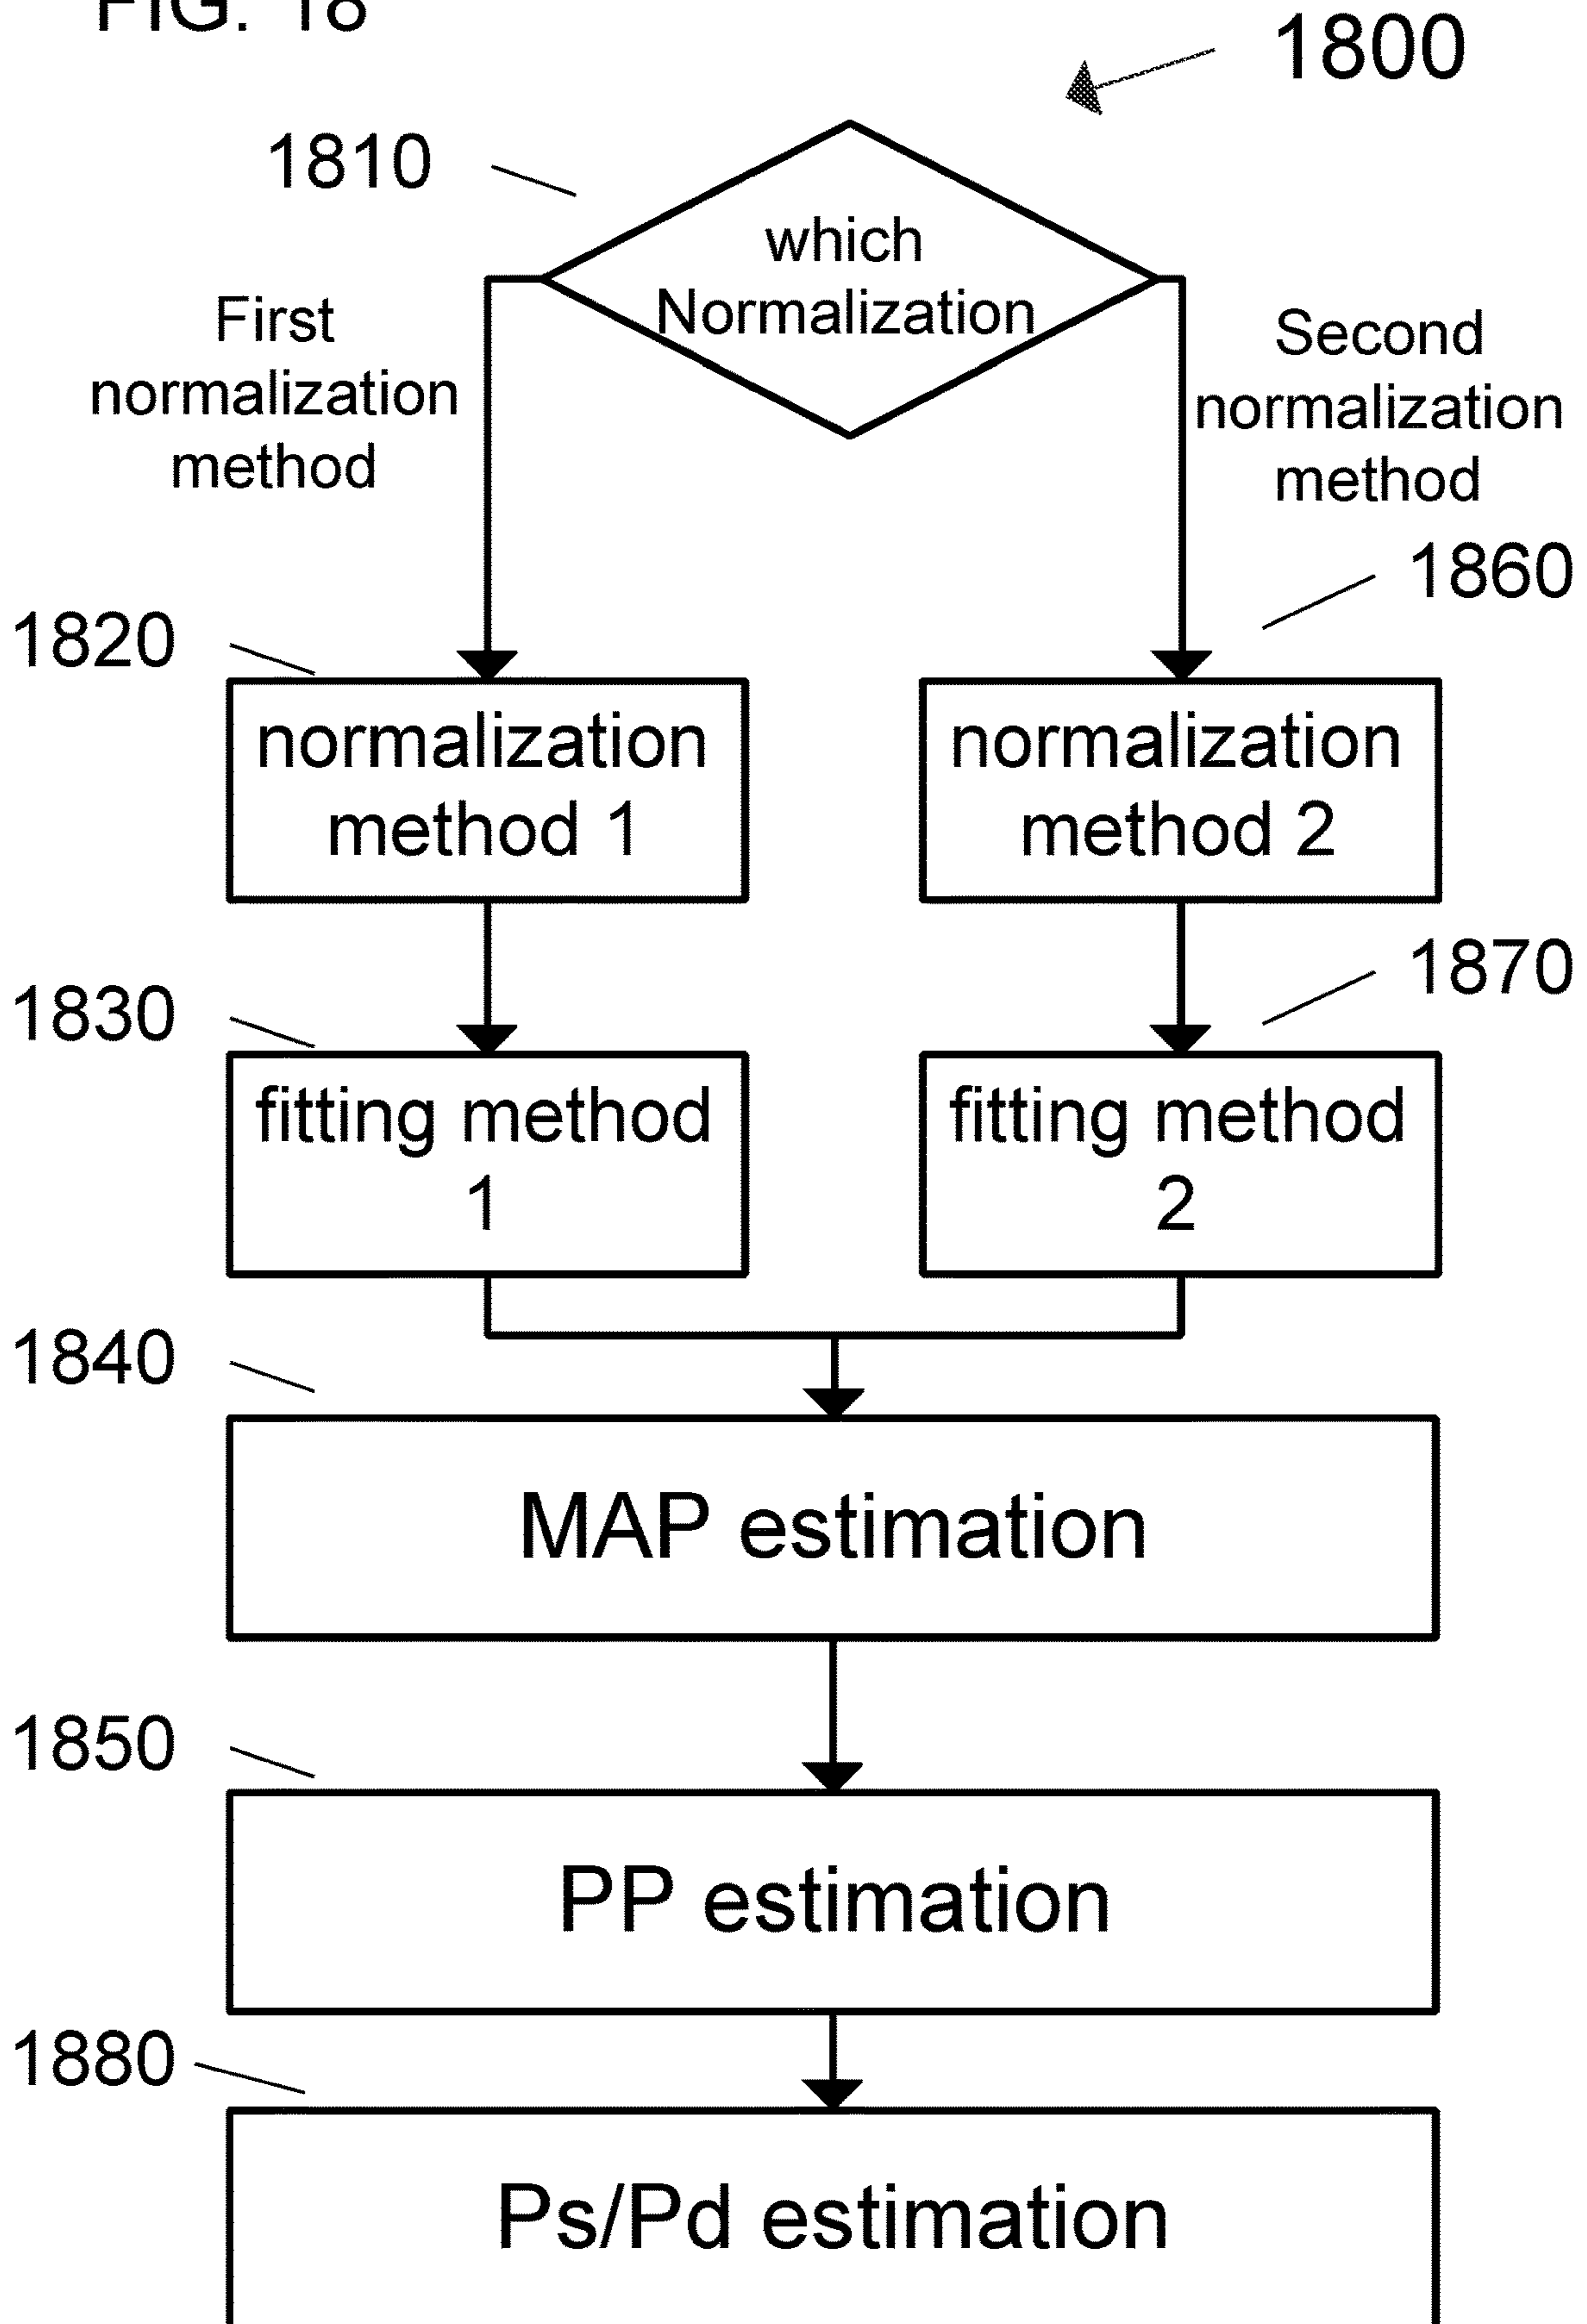 FIG. 18
1800
1810
which
Normalization
First
normalization
method
Second
normalization
method
1860
1820
normalization
method 1
normalization
method 2
1870
1830
fitting method
1
fitting method
2
1840
MAP estimation
1850
PP estimation
1880
Ps/Pd estimation